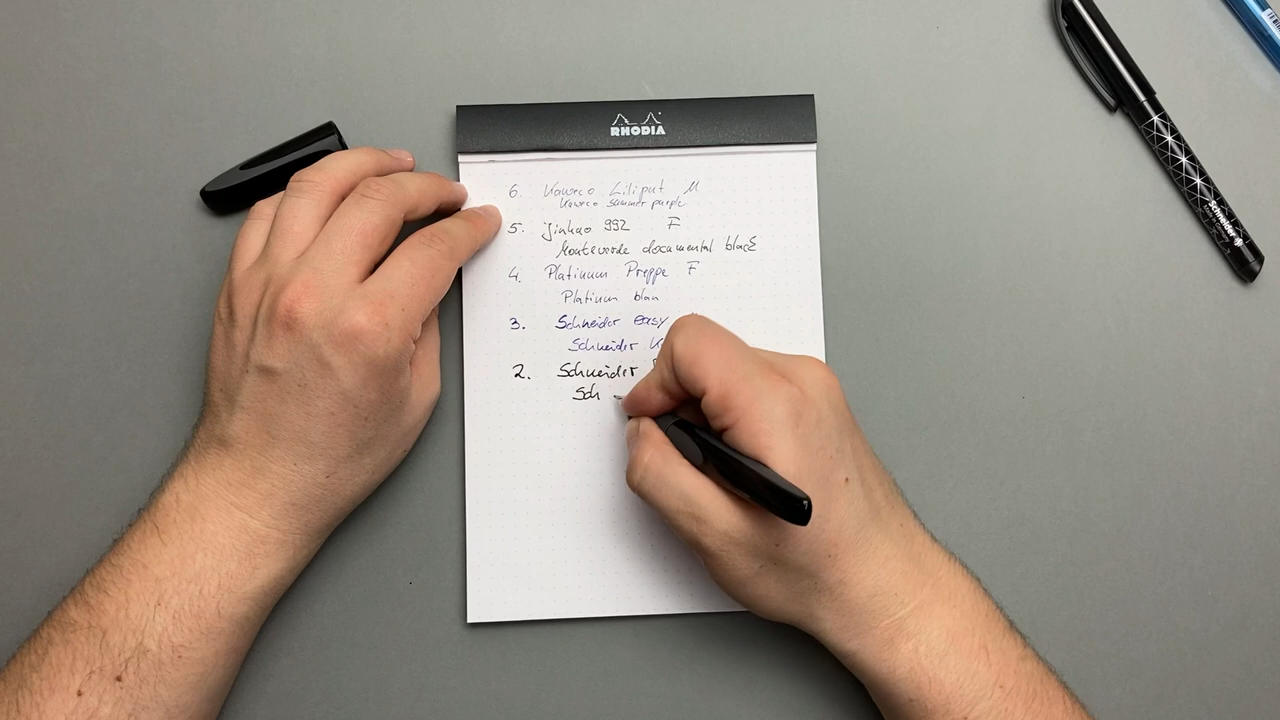 RHODIA
6. Kaweco Liliput M
Kaweco summer purple
5. Jinhao 992 F
Monteverde documental black
4. Platinum Preppy F
Platinum blau
3. Schneider easy
Schneider
2. Schneider
Sch
Schneider